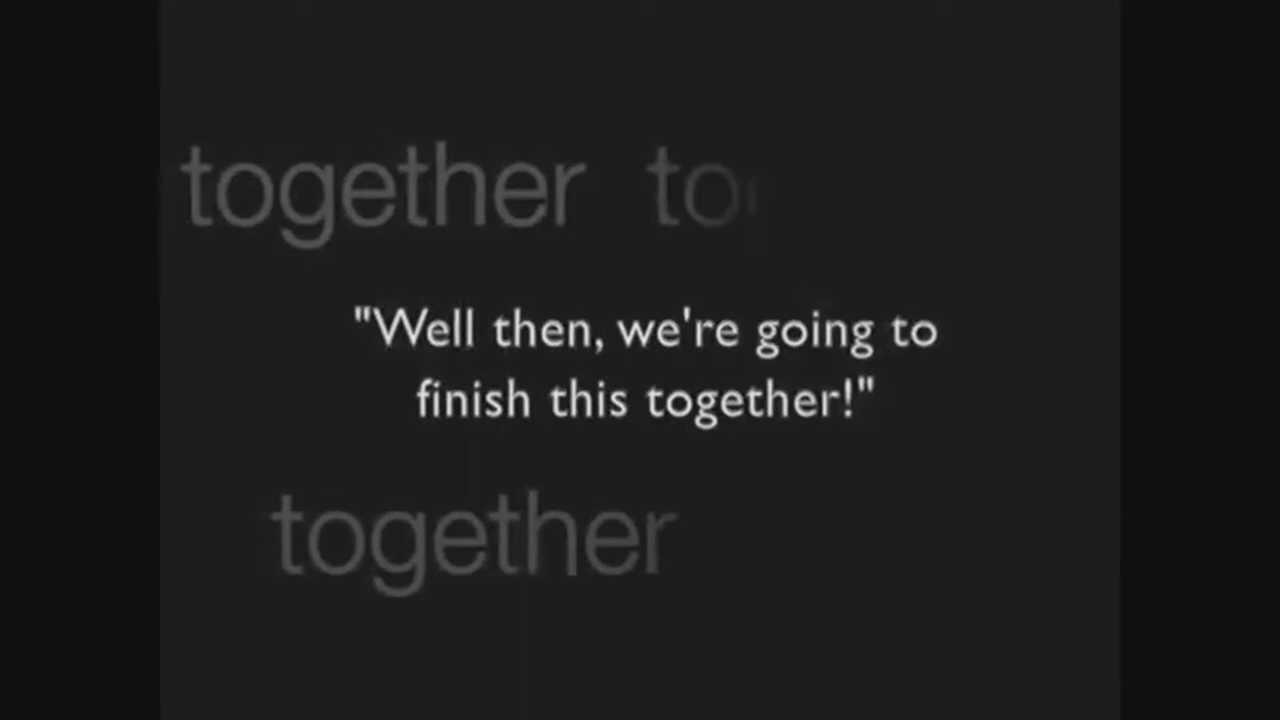 together to
"Well then, we're going to
finish this together!"
together